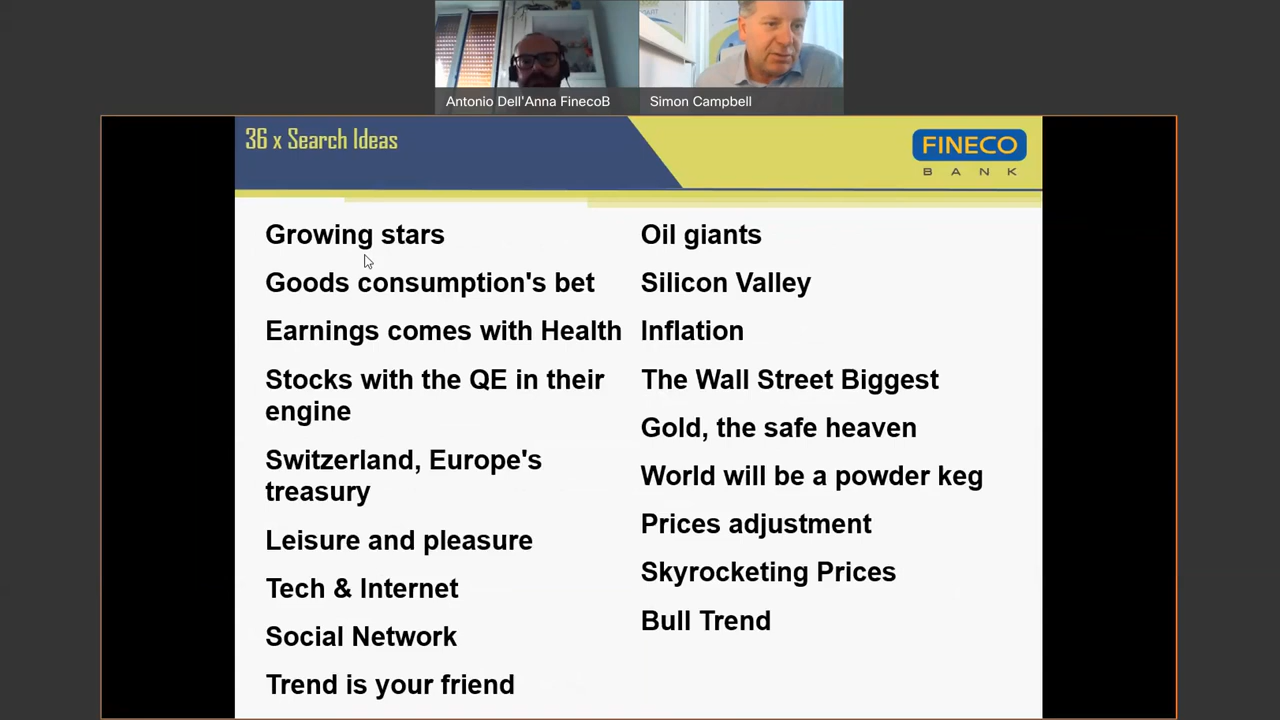 Antonio Dell'Anna FinecoB
Simon Campbell
36 x Search Ideas
FINECO
BANK
Growing stars
Goods consumption's bet
Earnings comes with Health
Stocks with the QE in their
engine
Switzerland, Europe's
treasury
Leisure and pleasure
Tech & Internet
Social Network
Trend is your friend
Oil giants
Silicon Valley
Inflation
The Wall Street Biggest
Gold, the safe heaven
World will be a powder keg
Prices adjustment
Skyrocketing Prices
Bull Trend